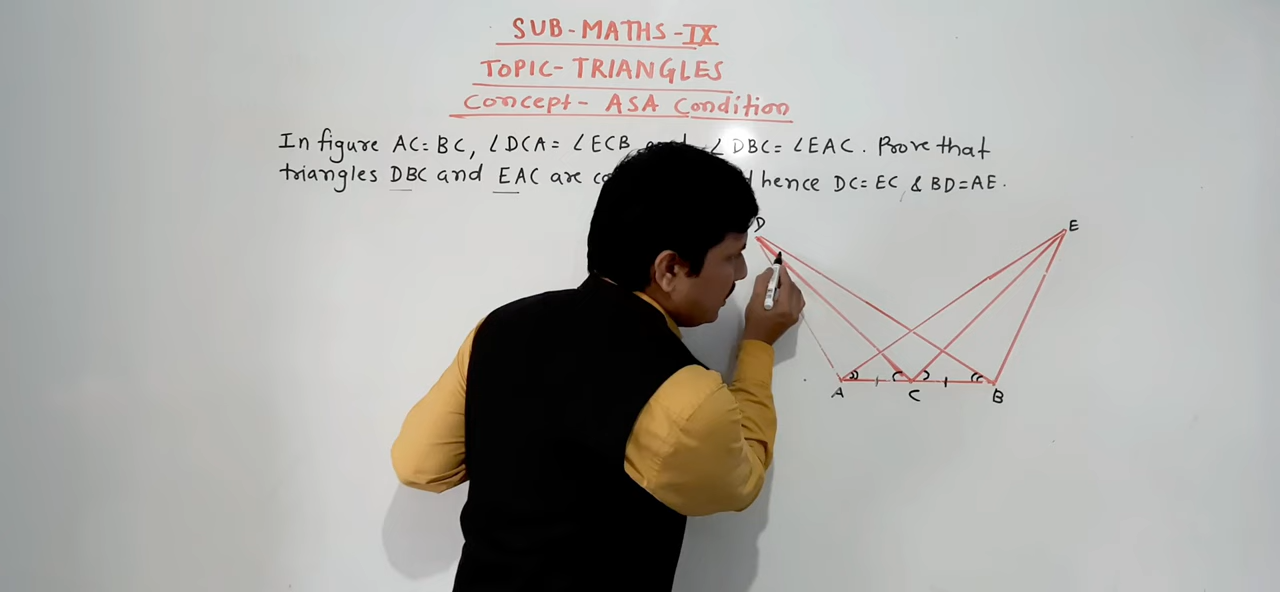 SUB-MATHS-IX
TOPIC-TRIANGLES
Concept- ASA Condition
In figure AC=BC, ∠DCA=∠ECB ∠DBC=∠EAC. Prove that
triangles DBC and EAC are hence DC=EC & BD=AE.
D
E
A
C
B